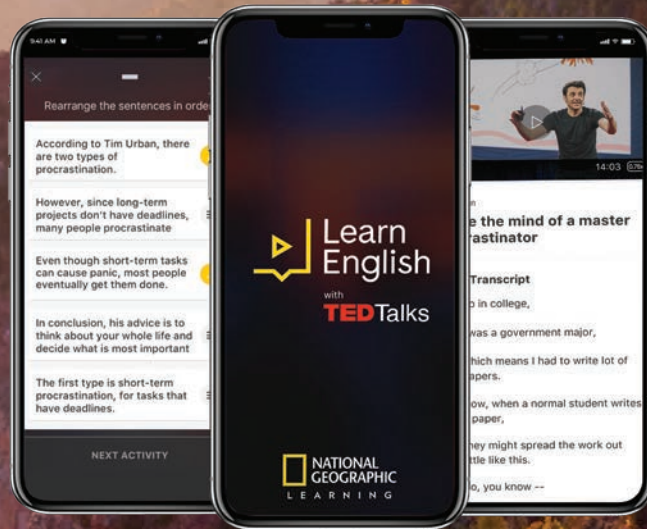 9:41 AM
Rearrange the sentences in order
According to Tim Urban, there
are two types of
procrastination.
However, since long-term
projects don't have deadlines,
many people procrastinate
Even though short-term tasks
can cause panic, most people
eventually get them done.
In conclusion, his advice is to
think about your whole life and
decide what is most important
The first type is short-term
procrastination, for tasks that
have deadlines.
NEXT ACTIVITY
Learn
English
with
TEDTalks
NATIONAL
GEOGRAPHIC
LEARNING
14:03 0.75x
e the mind of a master
rastinator
Transcript
o in college,
was a government major,
hich means I had to write lot of
apers.
ow, when a normal student writes
paper,
hey might spread the work out
ttle like this.
o, you know --